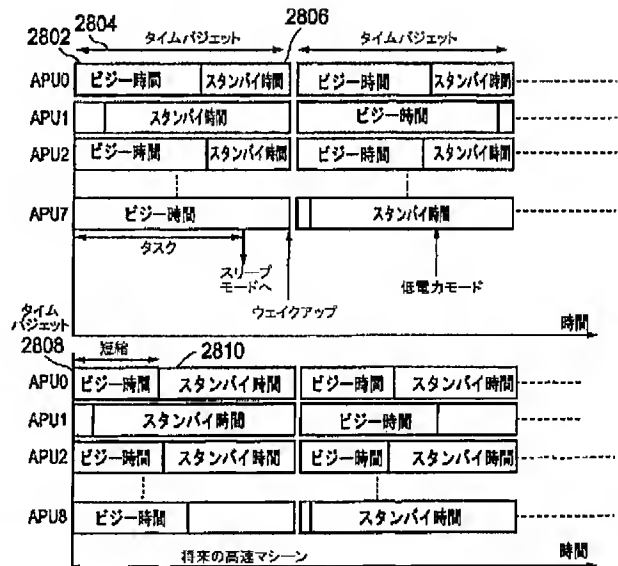 2802 2804 2806
タイムバジェット タイムバジェット
APU0 ビジー時間 スタンバイ時間 ビジー時間 スタンバイ時間
APU1 スタンバイ時間 ビジー時間
APU2 ビジー時間 スタンバイ時間 ビジー時間 スタンバイ時間
APU7 ビジー時間 スタンバイ時間
タスク
スリープ
モードへ
ウェイクアップ
低電力モード
タイム
バジェット
時間
2808 短縮 2810
APU0 ビジー時間 スタンバイ時間 ビジー時間 スタンバイ時間
APU1 スタンバイ時間 ビジー時間
APU2 ビジー時間 スタンバイ時間 ビジー時間 スタンバイ時間
APU8 ビジー時間 スタンバイ時間
将来の高速マシーン 時間